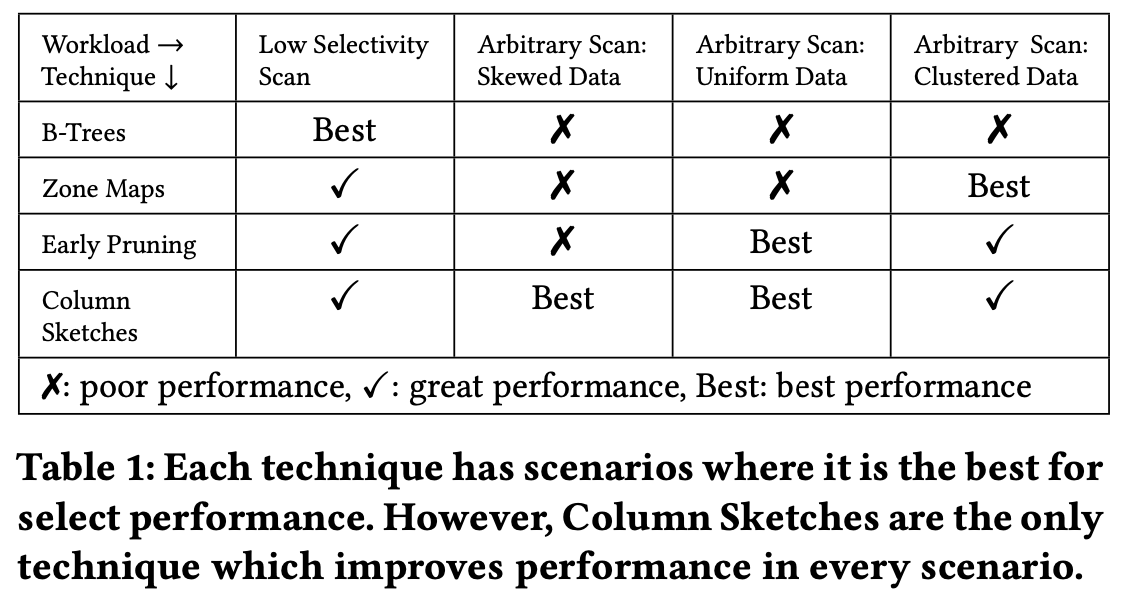 Workload → Low Selectivity Arbitrary Scan: Arbitrary Scan: Arbitrary Scan:
Technique ↓ Scan Skewed Data Uniform Data Clustered Data
B-Trees Best ✗ ✗ ✗
Zone Maps ✓ ✗ ✗ Best
Early Pruning ✓ ✗ Best ✓
Column ✓ Best Best ✓
Sketches
✗: poor performance, ✓: great performance, Best: best performance
Table 1: Each technique has scenarios where it is the best for
select performance. However, Column Sketches are the only
technique which improves performance in every scenario.